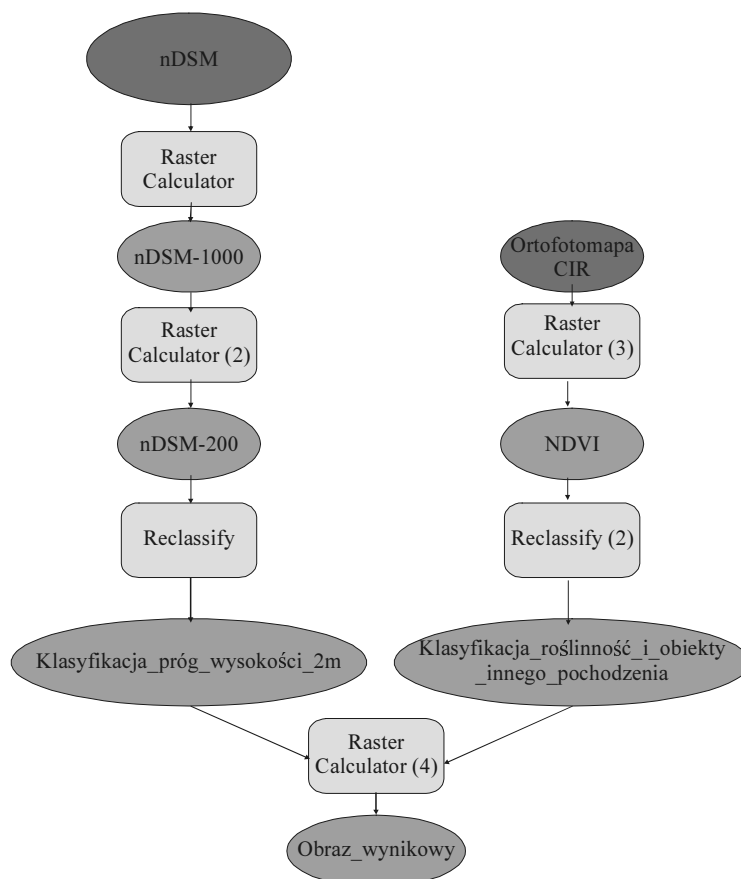 nDSM
Raster
Calculator
nDSM-1000
Raster
Calculator (2)
nDSM-200
Reclassify
Klasyfikacja_próg_wysokości_2m
Ortofotomapa
CIR
Raster
Calculator (3)
NDVI
Reclassify (2)
Klasyfikacja_roślinność_i_obiekty
_innego_pochodzenia
Raster
Calculator (4)
Obraz_wynikowy